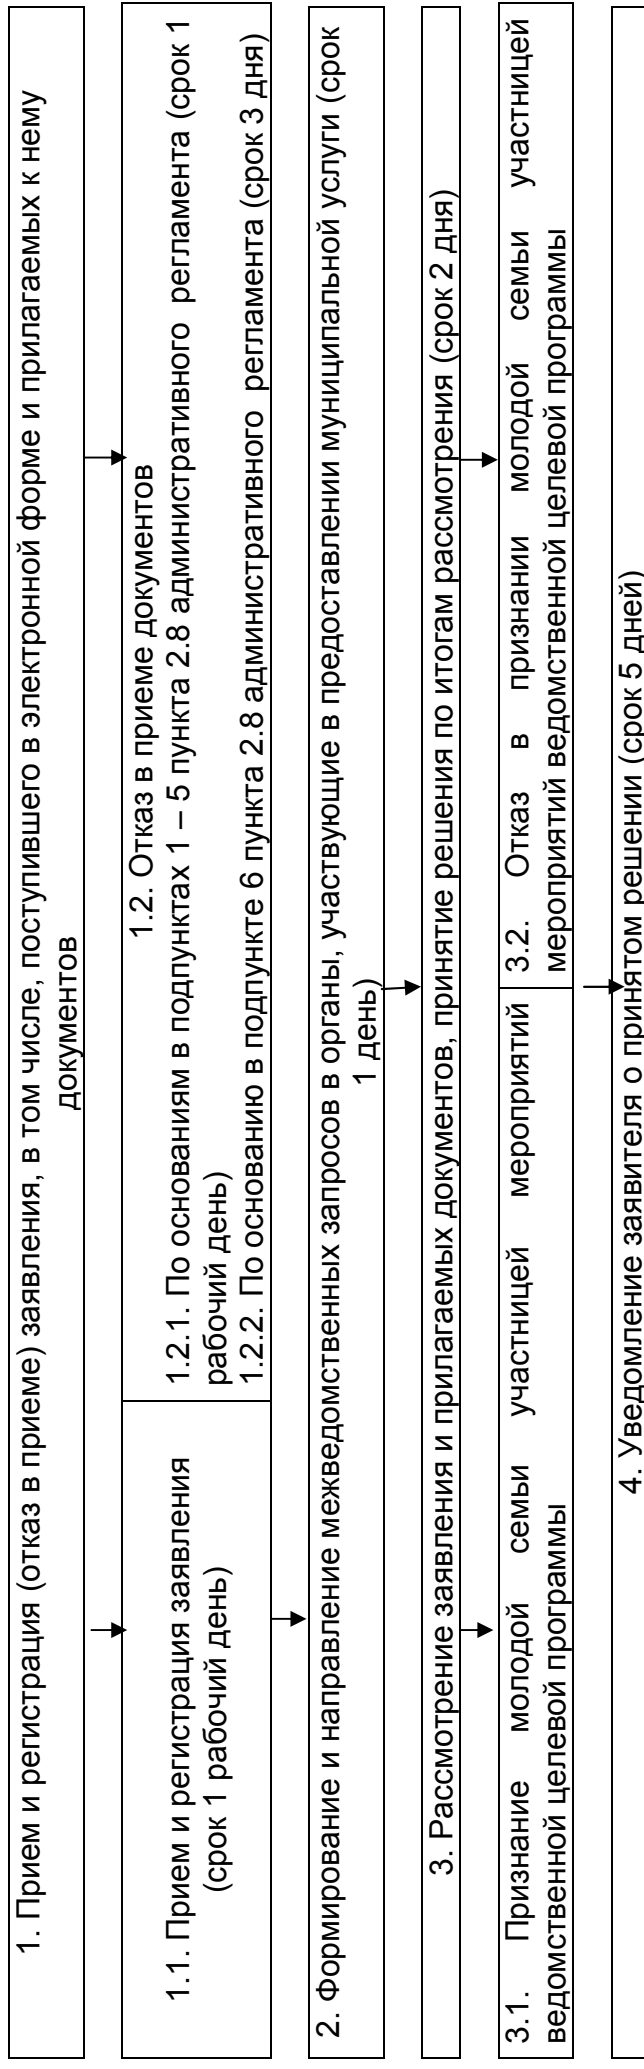 1. Прием и регистрация (отказ в приеме) заявления, в том числе, поступившего в электронной форме и прилагаемых к нему
документов
1.1. Прием и регистрация заявления
(срок 1 рабочий день)
1.2. Отказ в приеме документов
1.2.1. По основаниям в подпунктах 1 – 5 пункта 2.8 административного регламента (срок 1
рабочий день)
1.2.2. По основанию в подпункте 6 пункта 2.8 административного регламента (срок 3 дня)
2. Формирование и направление межведомственных запросов в органы, участвующие в предоставлении муниципальной услуги (срок
1 день)
3. Рассмотрение заявления и прилагаемых документов, принятие решения по итогам рассмотрения (срок 2 дня)
3.1. Признание молодой семьи участницей мероприятий
ведомственной целевой программы
3.2. Отказ в признании молодой семьи участницей
мероприятий ведомственной целевой программы
4. Уведомление заявителя о принятом решении (срок 5 дней)